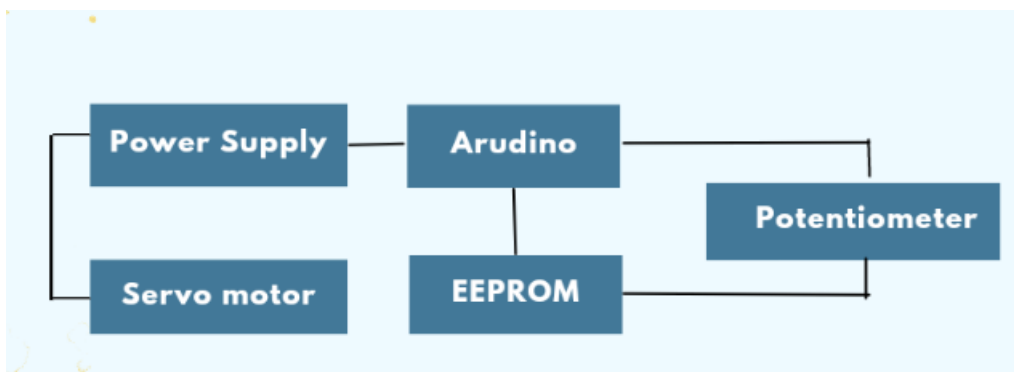 Power Supply
Arudino
Potentiometer
Servo motor
EEPROM